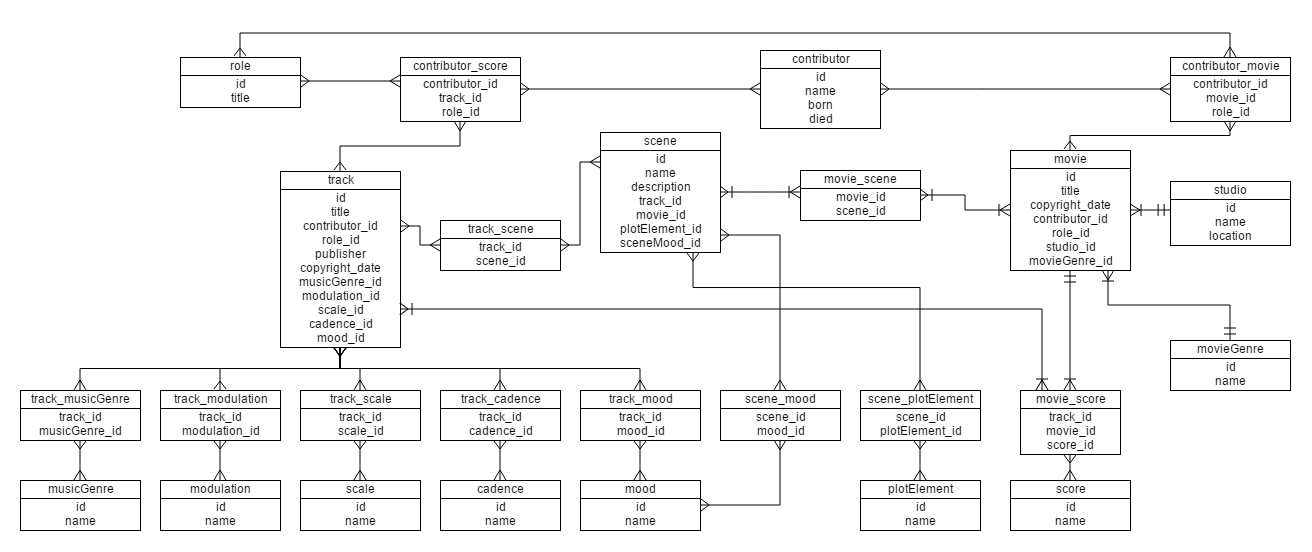 role
id
title
contributor_score
contributor_id
track_id
role_id
contributor
id
name
born
died
contributor_movie
contributor_id
movie_id
role_id
track
id
title
contributor_id
role_id
publisher
copyright_date
musicGenre_id
modulation_id
scale_id
cadence_id
mood_id
track_scene
track_id
scene_id
scene
id
name
description
track_id
movie_id
plotElement_id
sceneMood_id
movie_scene
movie_id
scene_id
movie
id
title
copyright_date
contributor_id
role_id
studio_id
movieGenre_id
studio
id
name
location
movieGenre
id
name
track_musicGenre
track_id
musicGenre_id
track_modulation
track_id
modulation_id
track_scale
track_id
scale_id
track_cadence
track_id
cadence_id
track_mood
track_id
mood_id
scene_mood
scene_id
mood_id
scene_plotElement
scene_id
plotElement_id
movie_score
track_id
movie_id
score_id
musicGenre
id
name
modulation
id
name
scale
id
name
cadence
id
name
mood
id
name
plotElement
id
name
score
id
name